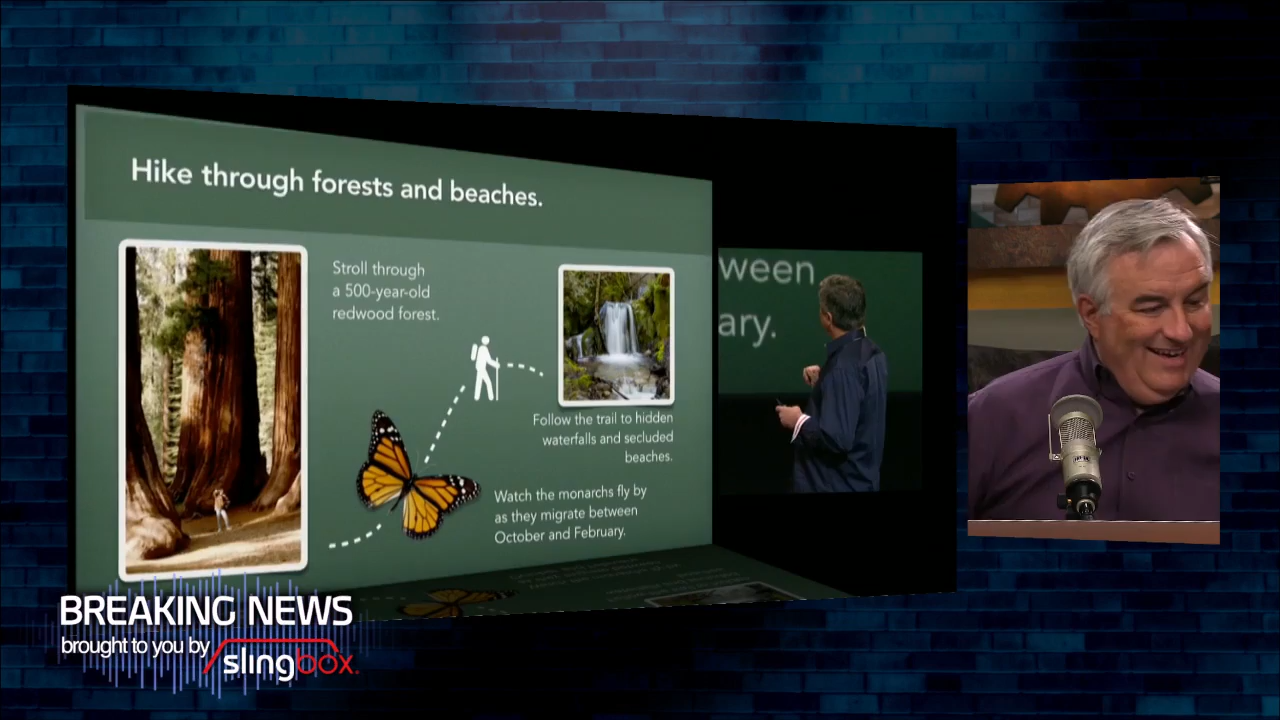 Hike through forests and beaches.
Stroll through
a 500-year-old
redwood forest.
Follow the trail to hidden
waterfalls and secluded
beaches.
Watch the monarchs fly by
as they migrate between
October and February.
ween
ary.
BREAKING NEWS
brought to you by
slingbox.